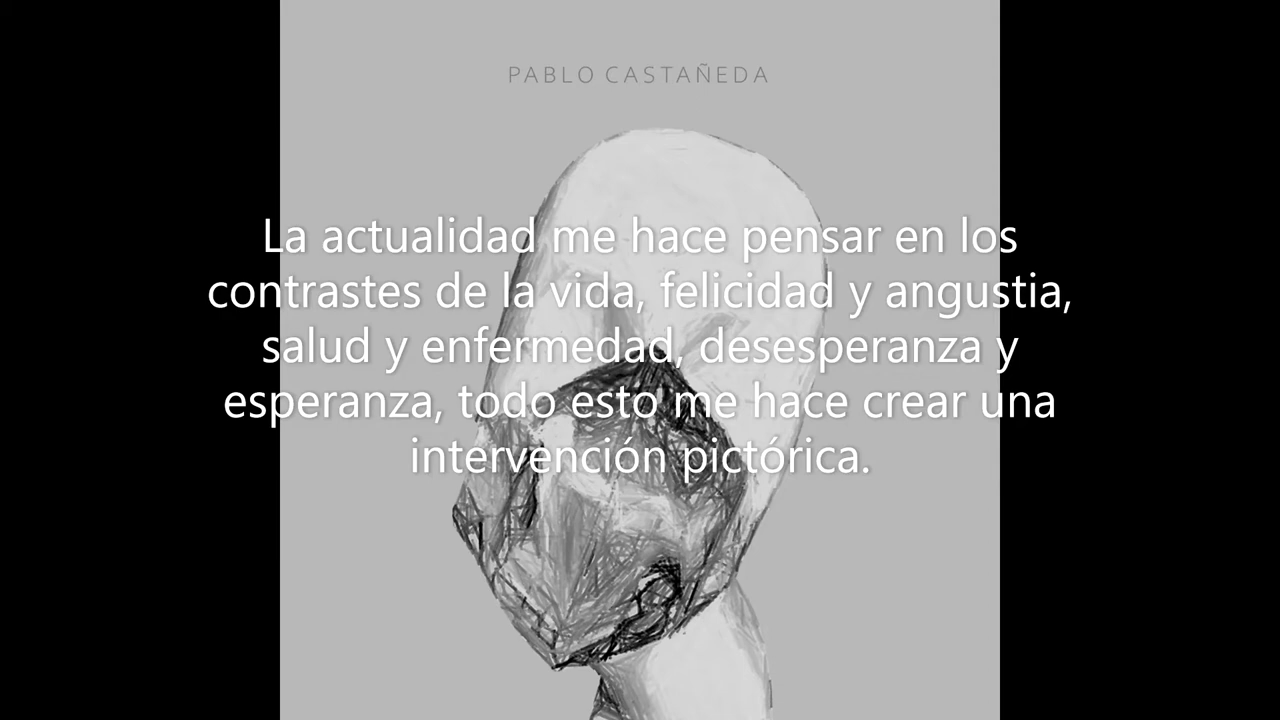 PABLO CASTAÑEDA
La actualidad me hace pensar en los
contrastes de la vida, felicidad y angustia,
salud y enfermedad, desesperanza y
esperanza, todo esto me hace crear una
intervención pictórica.